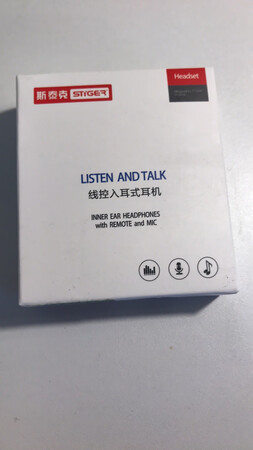 斯泰克 STIGER
Headset
LISTEN AND TALK
线控入耳式耳机
INNER EAR HEADPHONES
with REMOTE and MIC